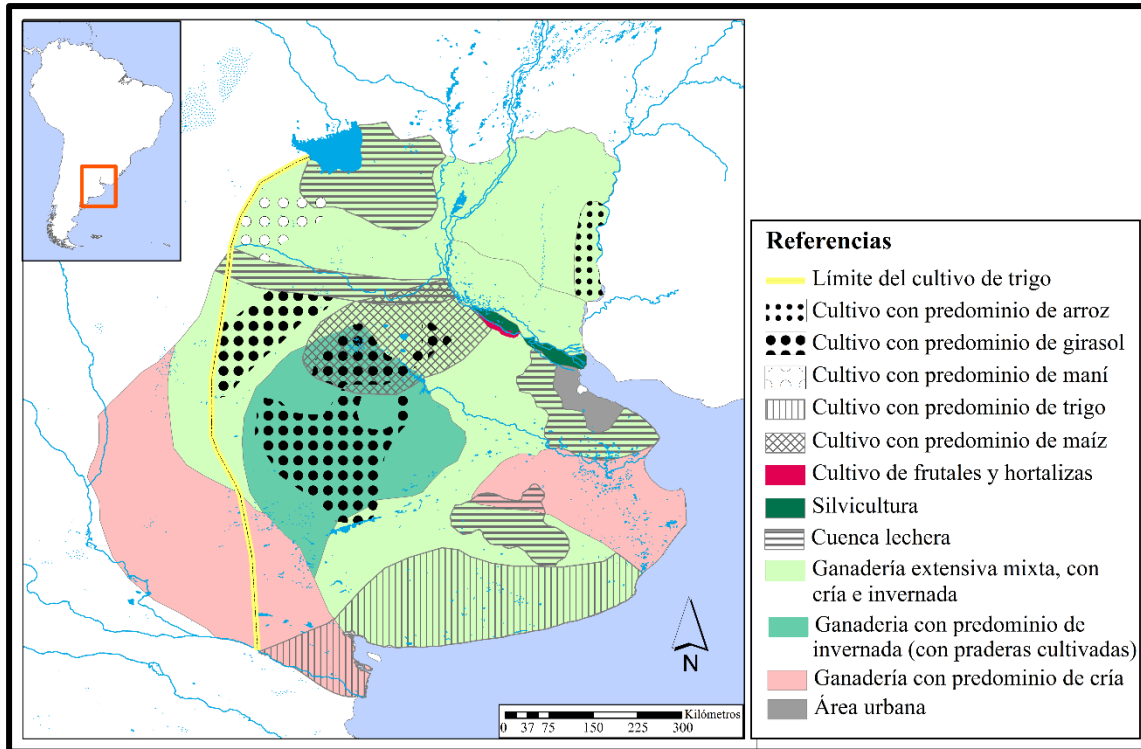 N
Kilómetros
0 37 75 150 225 300
Referencias
Límite del cultivo de trigo
Cultivo con predominio de arroz
Cultivo con predominio de girasol
Cultivo con predominio de maní
Cultivo con predominio de trigo
Cultivo con predominio de maíz
Cultivo de frutales y hortalizas
Silvicultura
Cuenca lechera
Ganadería extensiva mixta, con
cría e invernada
Ganaderia con predominio de
invernada (con praderas cultivadas)
Ganadería con predominio de cría
Área urbana